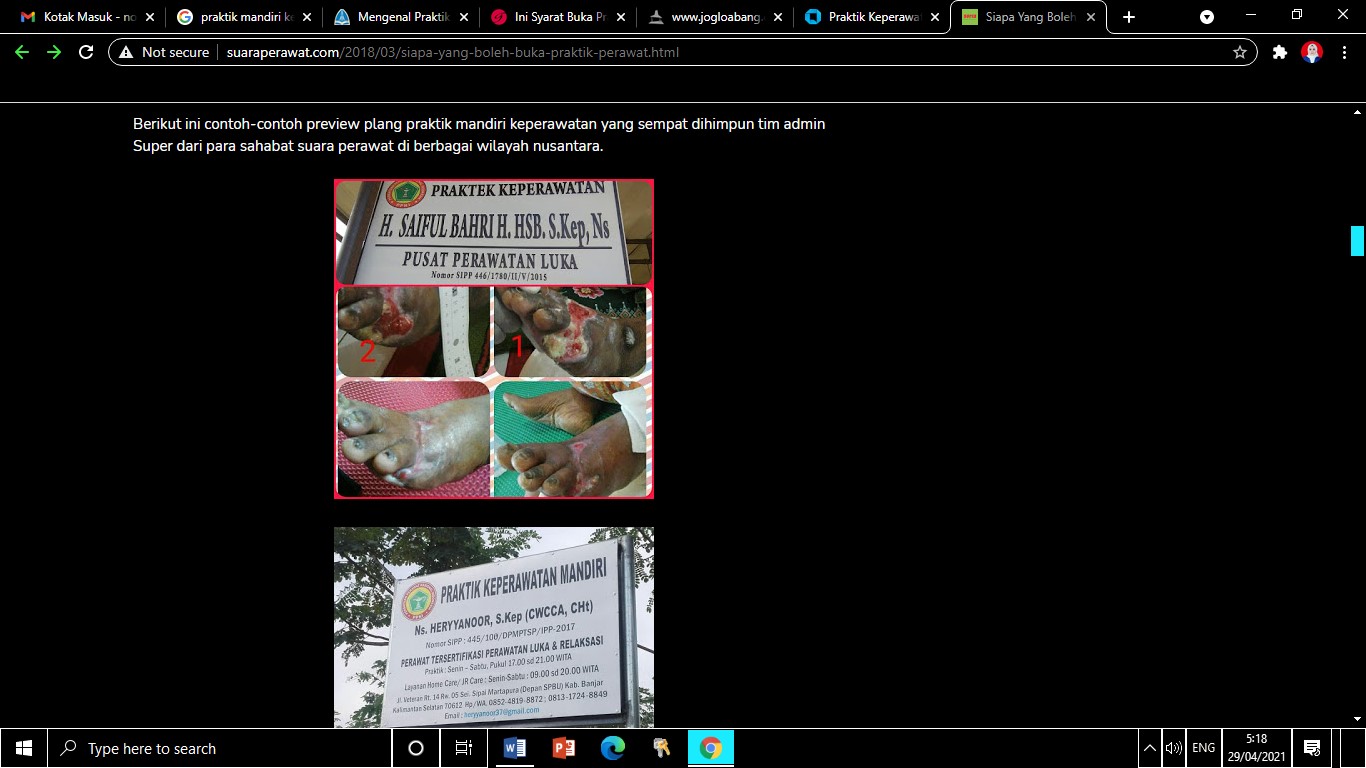 Kotak Masuk - no
praktik mandiri ke
Mengenal Praktik
Ini Syarat Buka Pr
www.jogloabang.
Praktik Keperawat
Siapa Yang Boleh
Not secure
suaraperawat.com/2018/03/siapa-yang-boleh-buka-praktik-perawat.html
Berikut ini contoh-contoh preview plang praktik mandiri keperawatan yang sempat dihimpun tim admin
Super dari para sahabat suara perawat di berbagai wilayah nusantara.
PRAKTEK KEPERAWATAN
H. SAIFUL BAHRI H. HSB. S.Kep, Ns
PUSAT PERAWATAN LUKA
Nomor SIPP 446/1780/II/V/2015
2
1
PRAKTIK KEPERAWATAN MANDIRI
Ns. HERYYANOOR, S.Kep (CWCCA, CHt)
Nomor SIPP : 445/100/DPMPTSP/IPP-2017
PERAWAT TERSERTIFIKASI PERAWATAN LUKA & RELAKSASI
Praktik : Senin - Sabtu, Pukul 17.00 sd 21.00 WITA
Layanan Home Care/ JR Care : Senin-Sabtu : 09.00 sd 20.00 WITA
Jl. Veteran Rt. 14 Rw. 05 Sei. Sipai Martapura (Depan SPBU) Kab. Banjar
Kalimantan Selatan 70612 Hp/WA. 0852-4819-8872 ; 0813-1724-8849
Email : heryyanoor37@gmail.com
Type here to search
ENG
5:18
29/04/2021